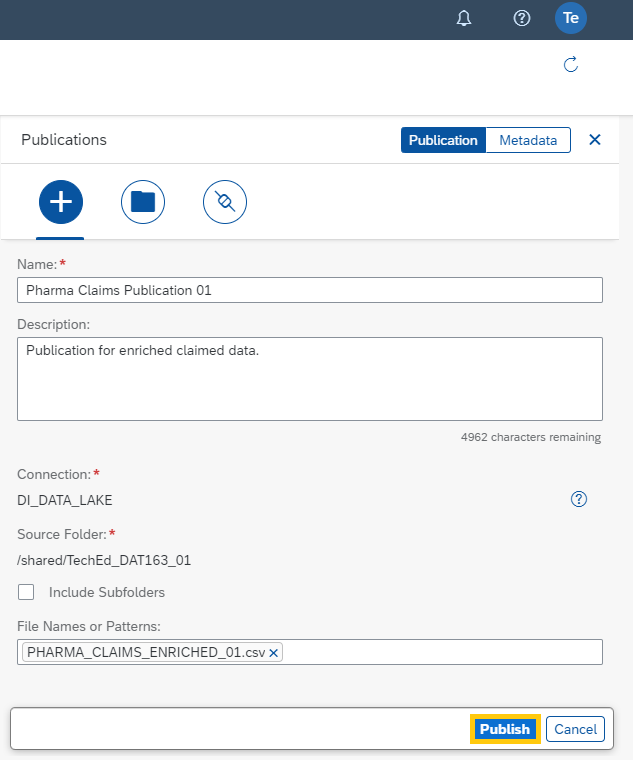 Te
Publications
Publication
Metadata
Name:*
Pharma Claims Publication 01
Description:
Publication for enriched claimed data.
4962 characters remaining
Connection:*
DI_DATA_LAKE
Source Folder:*
/shared/TechEd_DAT163_01
Include Subfolders
File Names or Patterns:
PHARMA_CLAIMS_ENRICHED_01.csv
Publish
Cancel